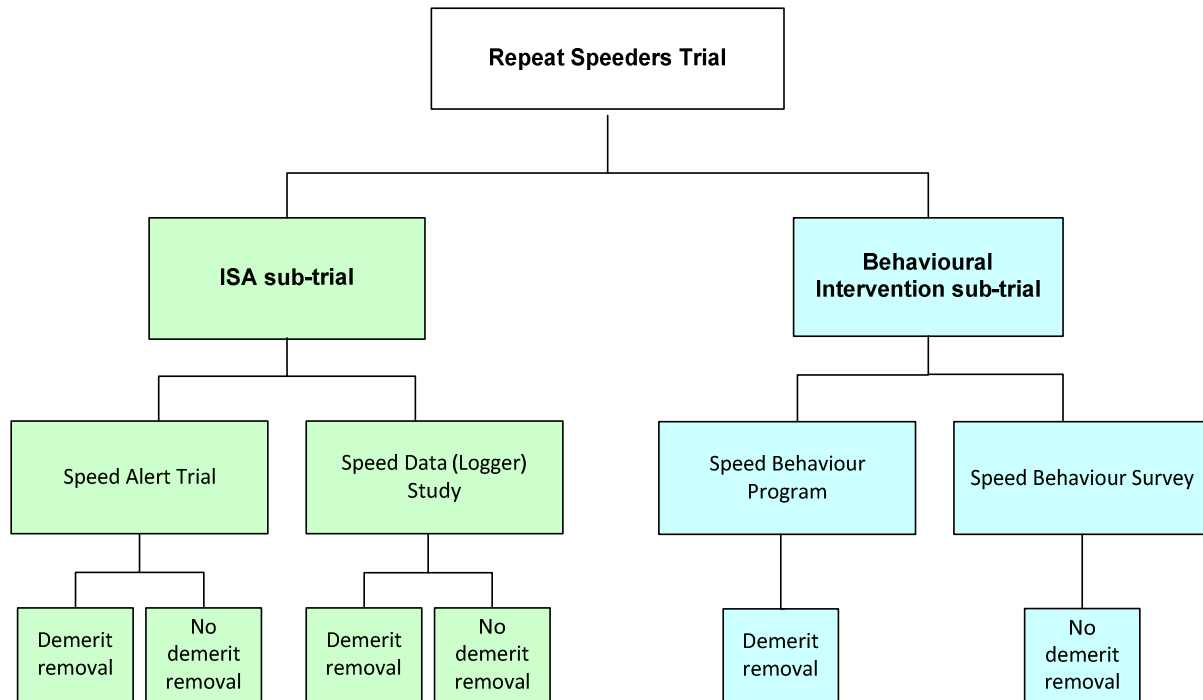 Repeat Speeders Trial
ISA sub-trial
Behavioural
Intervention sub-trial
Speed Alert Trial
Speed Data (Logger)
Study
Speed Behaviour
Program
Speed Behaviour Survey
Demerit
removal
No
demerit
removal
Demerit
removal
No
demerit
removal
Demerit
removal
No
demerit
removal